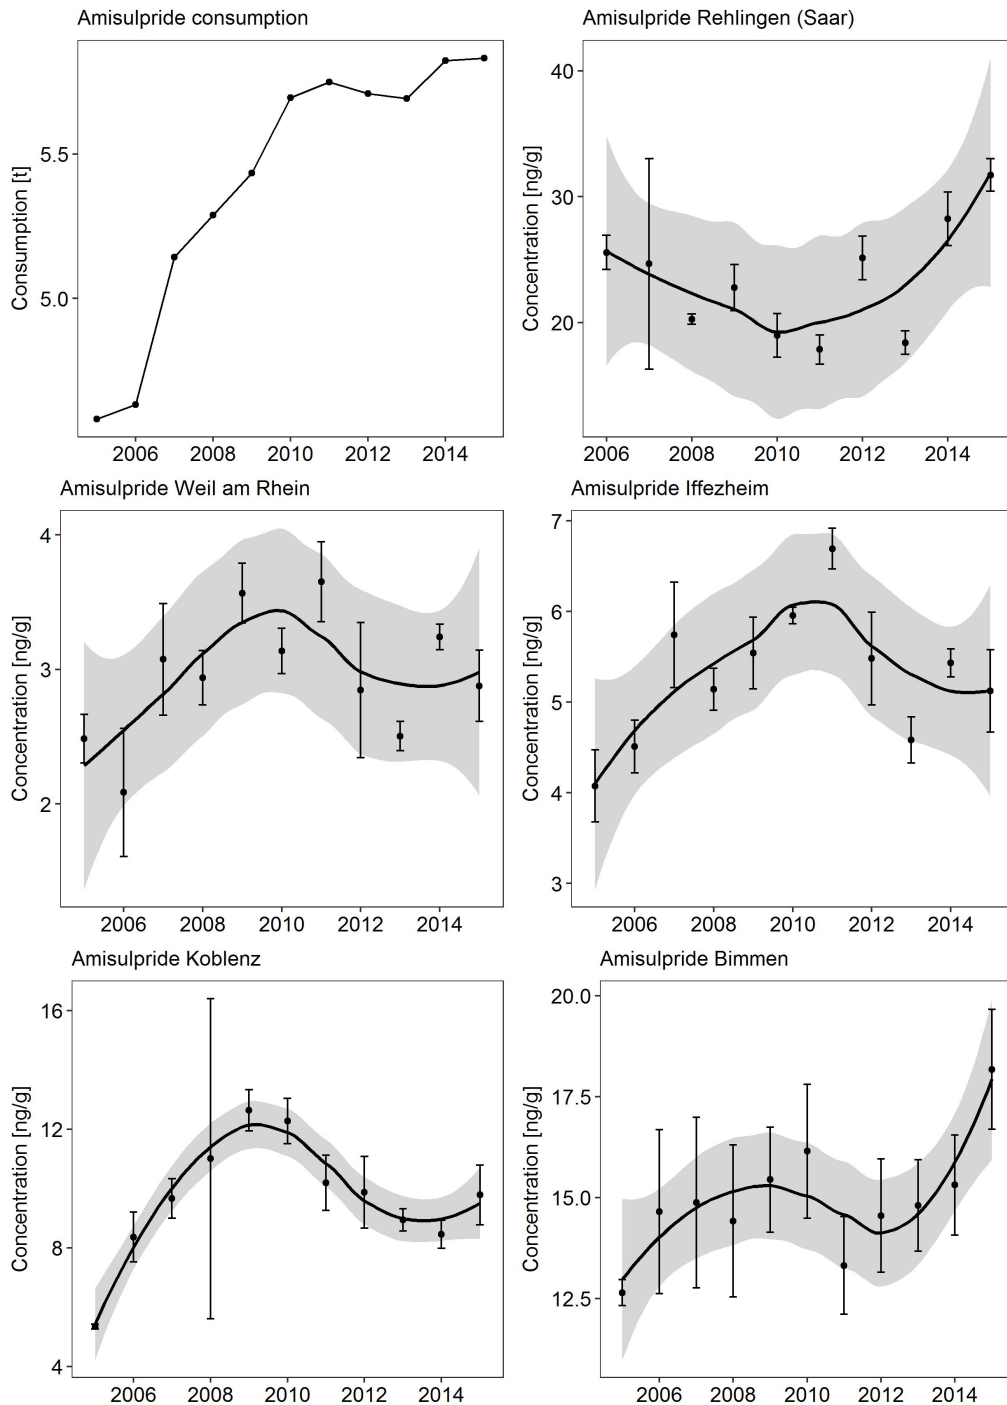 Amisulpride consumption
Consumption [t]
5.5
5.0
2006 2008 2010 2012 2014
Amisulpride Rehlingen (Saar)
Concentration [ng/g]
40
30
20
2006 2008 2010 2012 2014
Amisulpride Weil am Rhein
Concentration [ng/g]
4
3
2
2006 2008 2010 2012 2014
Amisulpride Iffezheim
Concentration [ng/g]
7
6
5
4
3
2006 2008 2010 2012 2014
Amisulpride Koblenz
Concentration [ng/g]
16
12
8
4
2006 2008 2010 2012 2014
Amisulpride Bimmen
Concentration [ng/g]
20.0
17.5
15.0
12.5
2006 2008 2010 2012 2014